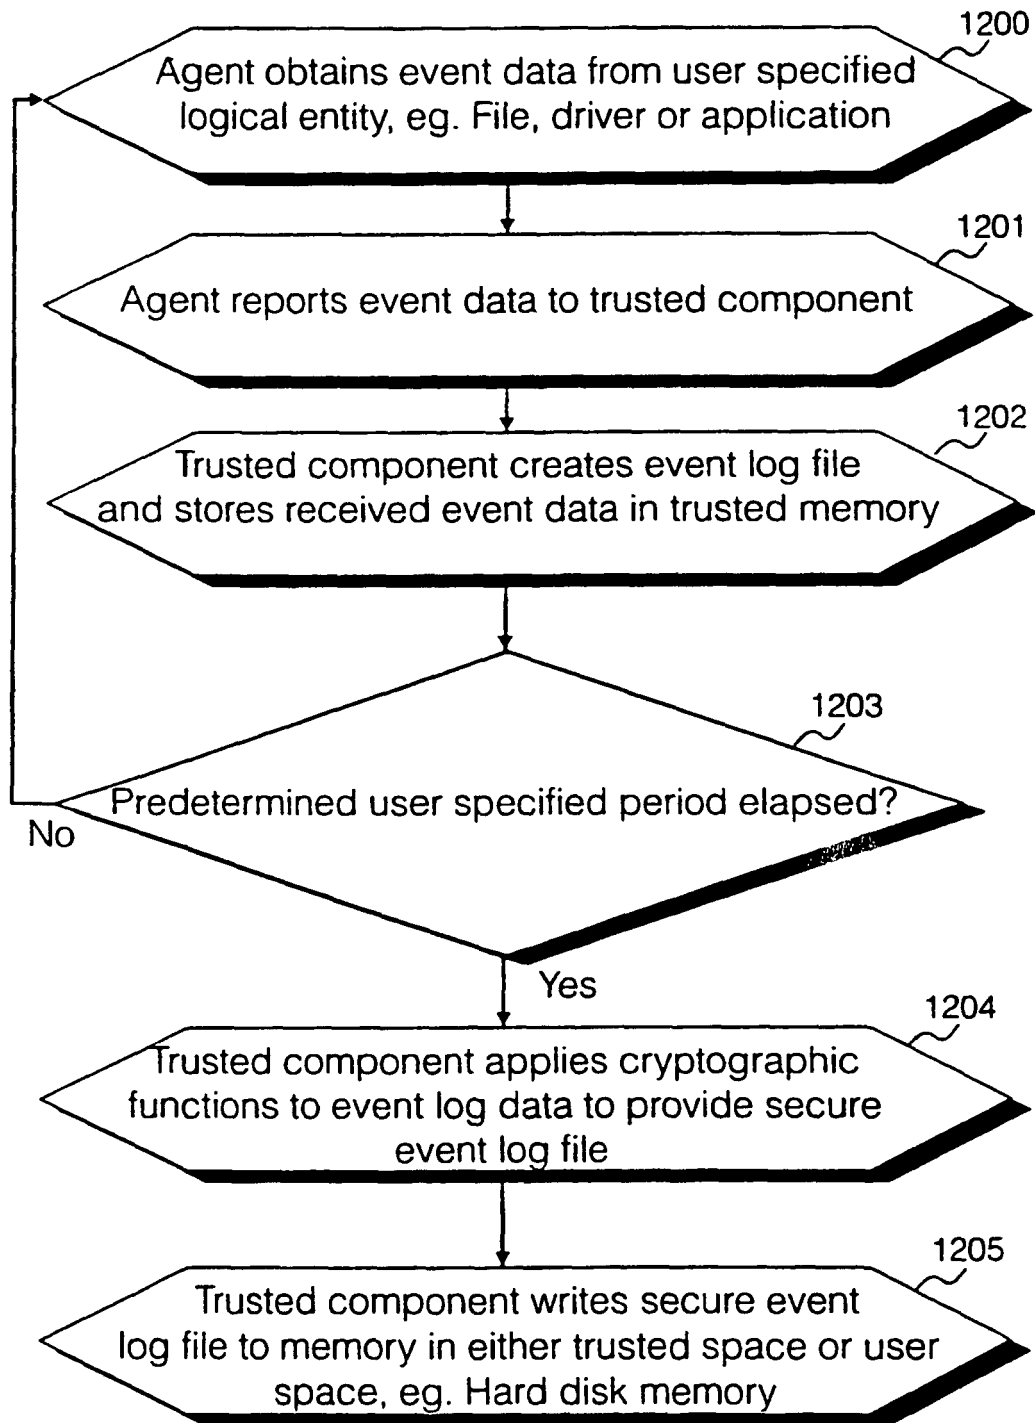 1200
Agent obtains event data from user specified
logical entity, eg. File, driver or application
1201
Agent reports event data to trusted component
1202
Trusted component creates event log file
and stores received event data in trusted memory
1203
Predetermined user specified period elapsed?
No
Yes
1204
Trusted component applies cryptographic
functions to event log data to provide secure
event log file
1205
Trusted component writes secure event
log file to memory in either trusted space or user
space, eg. Hard disk memory